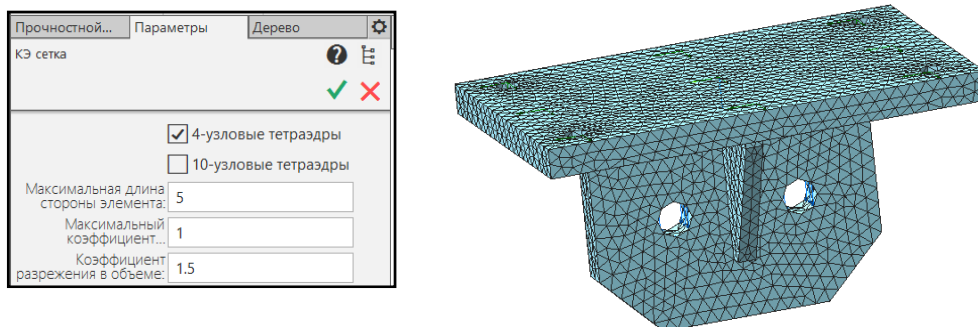 Прочностной... Параметры Дерево
КЭ сетка
4-узловые тетраэдры
10-узловые тетраэдры
Максимальная длина
стороны элемента: 5
Максимальный
коэффициент... 1
Коэффициент
разрежения в объеме: 1.5